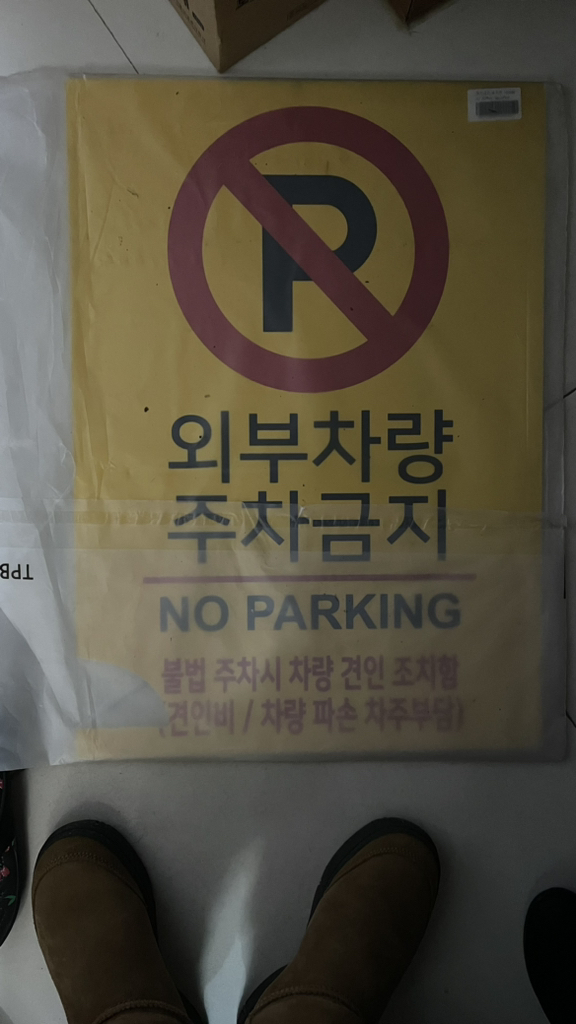 P
외부차량
주차금지
NO PARKING
불법 주차시 차량 견인 조치함
(견인비 / 차량 파손 차주부담)
TPB